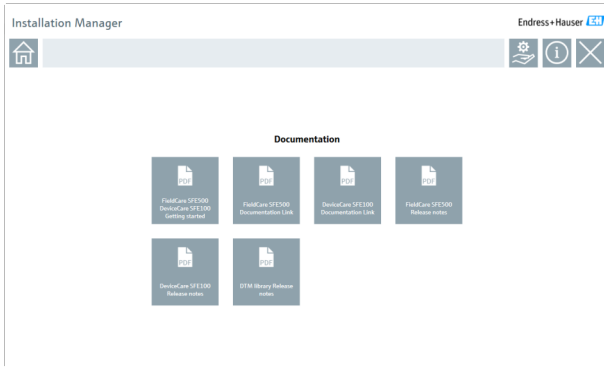 Installation Manager
Endress+Hauser EH
Documentation
PDF
FieldCare SFE500
DeviceCare SFE100
Getting started
PDF
FieldCare SFE500
Documentation Link
PDF
DeviceCare SFE100
Documentation Link
PDF
FieldCare SFE500
Release notes
PDF
DeviceCare SFE100
Release notes
PDF
DTM library Release
notes